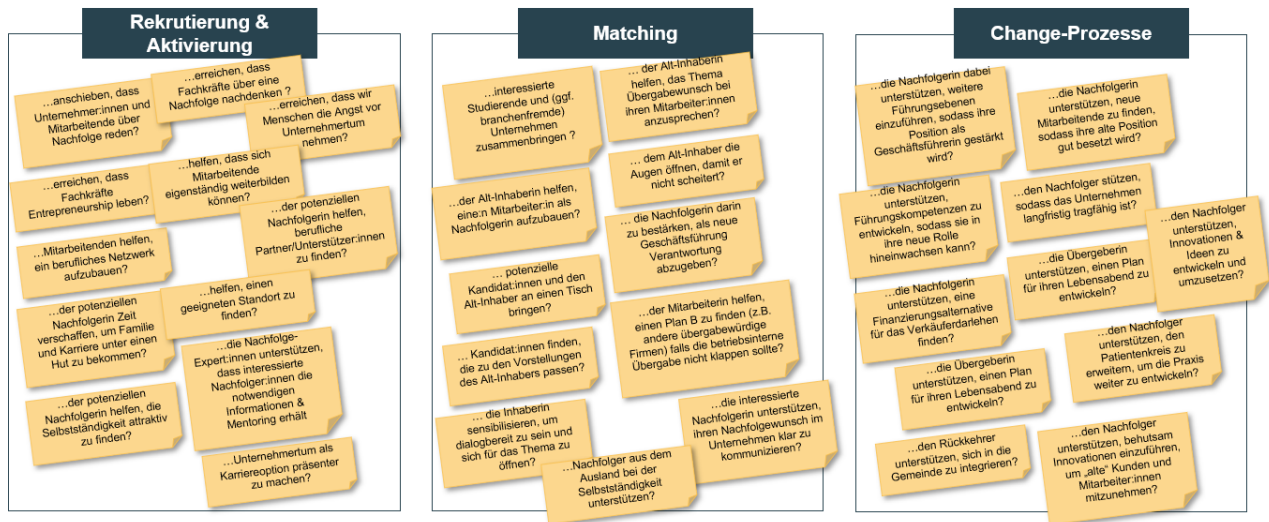 Rekrutierung &
Aktivierung
…anschieben, dass
Unternehmer:innen und
Mitarbeitende über
Nachfolge reden?
…erreichen, dass
Fachkräfte über eine
Nachfolge nachdenken ?
…erreichen, dass wir
Menschen die Angst vor
Unternehmertum
nehmen?
…erreichen, dass
Fachkräfte
Entrepreneurship leben?
…helfen, dass sich
Mitarbeitende
eigenständig weiterbilden
können?
…der potenziellen
Nachfolgerin helfen,
berufliche
Partner/Unterstützer:innen
zu finden?
…Mitarbeitenden helfen,
ein berufliches Netzwerk
aufzubauen?
…helfen, einen
geeigneten Standort zu
finden?
…der potenziellen
Nachfolgerin Zeit
verschaffen, um Familie
und Karriere unter einen
Hut zu bekommen?
…die Nachfolge-
Expert:innen unterstützen,
dass interessierte
Nachfolger:innen die
notwendigen
Informationen &
Mentoring erhält
…der potenziellen
Nachfolgerin helfen, die
Selbstständigkeit attraktiv
zu finden?
…Unternehmertum als
Karriereoption präsenter
zu machen?
Matching
…interessierte
Studierende und (ggf.
branchenfremde)
Unternehmen
zusammenbringen ?
… der Alt-Inhaberin
helfen, das Thema
Übergabewunsch bei
ihren Mitarbeiter:innen
anzusprechen?
… dem Alt-Inhaber die
Augen öffnen, damit er
nicht scheitert?
…der Alt-Inhaberin helfen,
eine:n Mitarbeiter:in als
Nachfolgerin aufzubauen?
… die Nachfolgerin darin
zu bestärken, als neue
Geschäftsführung
Verantwortung
abzugeben?
… potenzielle
Kandidat:innen und den
Alt-Inhaber an einen Tisch
bringen?
…der Mitarbeiterin helfen,
einen Plan B zu finden (z.B.
andere übergabewürdige
Firmen) falls die betriebsinterne
Übergabe nicht klappen sollte?
… Kandidat:innen finden,
die zu den Vorstellungen
des Alt-Inhabers passen?
… die Inhaberin
sensibilisieren, um
dialogbereit zu sein und
sich für das Thema zu
öffnen?
…die interessierte
Nachfolgerin unterstützen,
ihren Nachfolgewunsch im
Unternehmen klar zu
kommunizieren?
…Nachfolger aus dem
Ausland bei der
Selbstständigkeit
unterstützen?
Change-Prozesse
…die Nachfolgerin dabei
unterstützen, weitere
Führungsebenen
einzuführen, sodass ihre
Position als
Geschäftsführerin gestärkt
wird?
…die Nachfolgerin
unterstützen, neue
Mitarbeitende zu finden,
sodass ihre alte Position
gut besetzt wird?
…die Nachfolgerin
unterstützen,
Führungskompetenzen zu
entwickeln, sodass sie in
ihre neue Rolle
hineinwachsen kann?
…den Nachfolger stützen,
sodass das Unternehmen
langfristig tragfähig ist?
…den Nachfolger
unterstützen,
Innovationen &
Ideen zu
entwickeln und
umzusetzen?
…die Übergeberin
unterstützen, einen Plan
für ihren Lebensabend zu
entwickeln?
…die Nachfolgerin
unterstützen, eine
Finanzierungsalternative
für das Verkäuferdarlehen
finden?
…den Nachfolger
unterstützen, den
Patientenkreis zu
erweitern, um die Praxis
weiter zu entwickeln?
…die Übergeberin
unterstützen, einen Plan
für ihren Lebensabend zu
entwickeln?
…den Rückkehrer
unterstützen, sich in die
Gemeinde zu integrieren?
…den Nachfolger
unterstützen, behutsam
Innovationen einzuführen,
um „alte“ Kunden und
Mitarbeiter:innen
mitzunehmen?